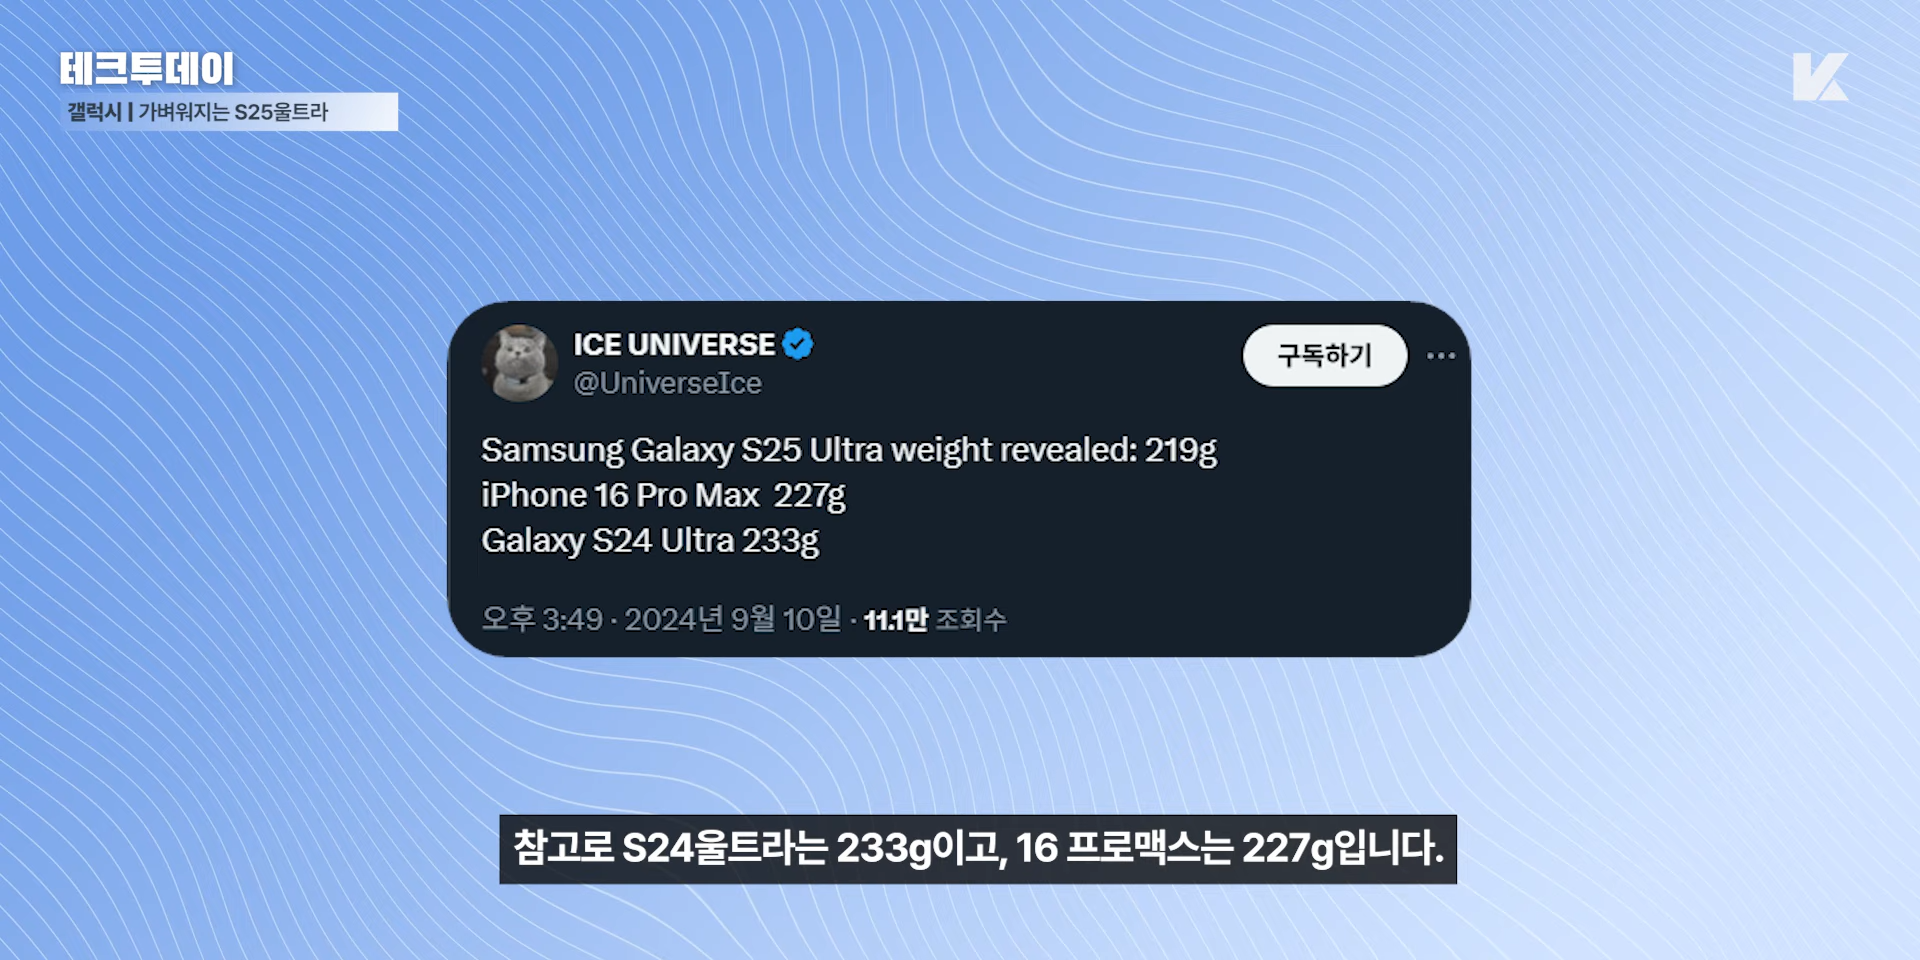 테크투데이
갤럭시 | 가벼워지는 S25울트라
ICE UNIVERSE
@UniverseIce
구독하기
Samsung Galaxy S25 Ultra weight revealed: 219g
iPhone 16 Pro Max 227g
Galaxy S24 Ultra 233g
오후 3:49 · 2024년 9월 10일 · 11.1만 조회수
참고로 S24울트라는 233g이고, 16 프로맥스는 227g입니다.